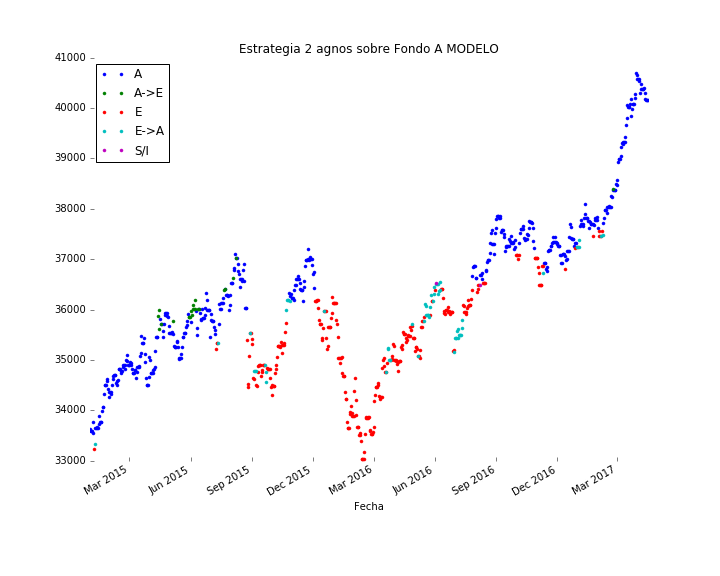 Estrategia 2 agnos sobre Fondo A MODELO
A
A->E
E
E->A
S/I
41000
40000
39000
38000
37000
36000
35000
34000
33000
Mar 2015
Jun 2015
Sep 2015
Dec 2015
Mar 2016
Jun 2016
Sep 2016
Dec 2016
Mar 2017
Fecha